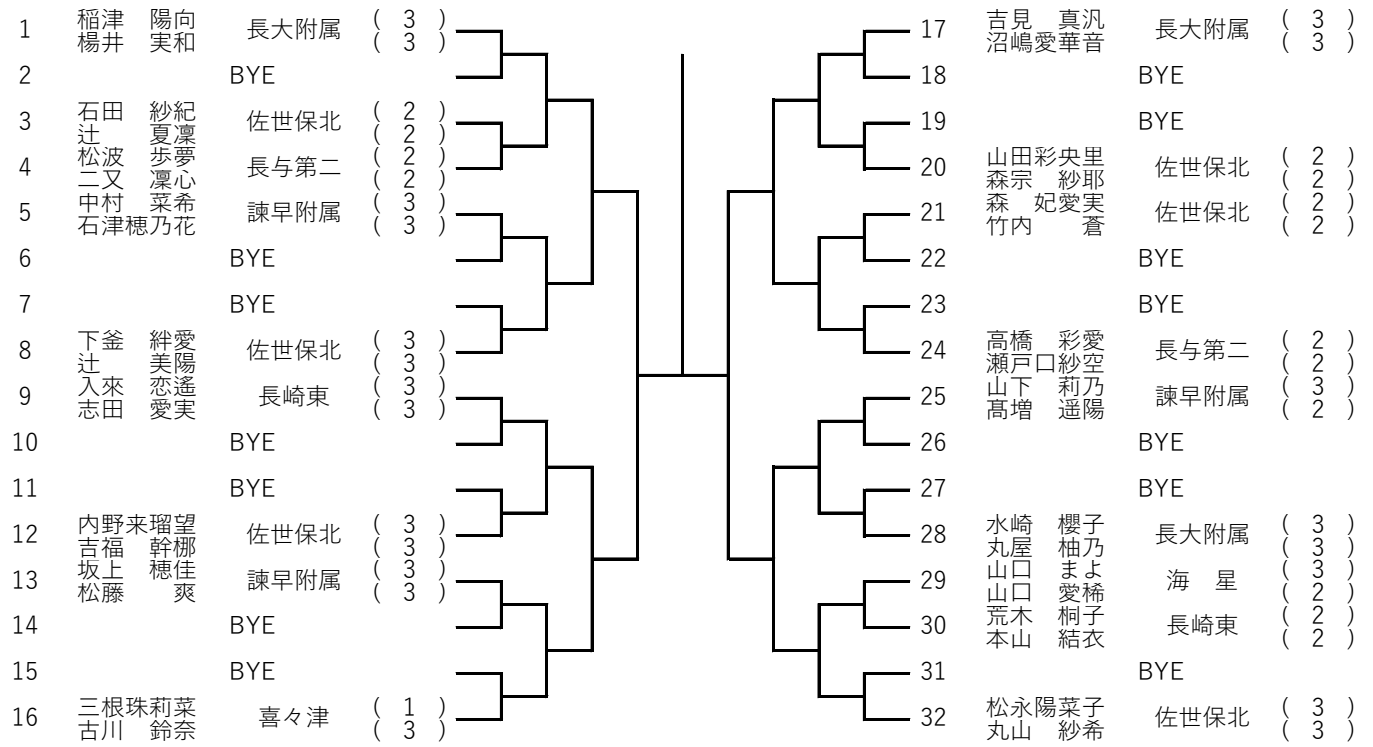 1 稲津 陽向 長大附属 ( 3 )
楊井 実和 ( 3 )
2 BYE
3 石田 紗紀 佐世保北 ( 2 )
辻 夏凜 ( 2 )
4 松波 歩夢 長与第二 ( 2 )
二又 凜心 ( 2 )
5 中村 菜希 諫早附属 ( 3 )
石津穂乃花 ( 3 )
6 BYE
7 BYE
8 下釜 絆愛 佐世保北 ( 3 )
辻 美陽 ( 3 )
9 入來 恋遙 長崎東 ( 3 )
志田 愛実 ( 3 )
10 BYE
11 BYE
12 内野来瑠望 佐世保北 ( 3 )
吉福 幹梛 ( 3 )
13 坂上 穂佳 諫早附属 ( 3 )
松藤 爽 ( 3 )
14 BYE
15 BYE
16 三根珠莉菜 喜々津 ( 1 )
古川 鈴奈 ( 3 )
17 吉見 真汎 長大附属 ( 3 )
沼嶋愛華音 ( 3 )
18 BYE
19 BYE
20 山田彩央里 佐世保北 ( 2 )
森宗 紗耶 ( 2 )
21 森 妃愛実 佐世保北 ( 2 )
竹内 蒼 ( 2 )
22 BYE
23 BYE
24 高橋 彩愛 長与第二 ( 2 )
瀬戸口紗空 ( 2 )
25 山下 莉乃 諫早附属 ( 3 )
髙増 遥陽 ( 2 )
26 BYE
27 BYE
28 水崎 櫻子 長大附属 ( 3 )
丸屋 柚乃 ( 3 )
29 山口 まよ 海 星 ( 3 )
山口 愛稀 ( 2 )
30 荒木 桐子 長崎東 ( 2 )
本山 結衣 ( 2 )
31 BYE
32 松永陽菜子 佐世保北 ( 3 )
丸山 紗希 ( 3 )